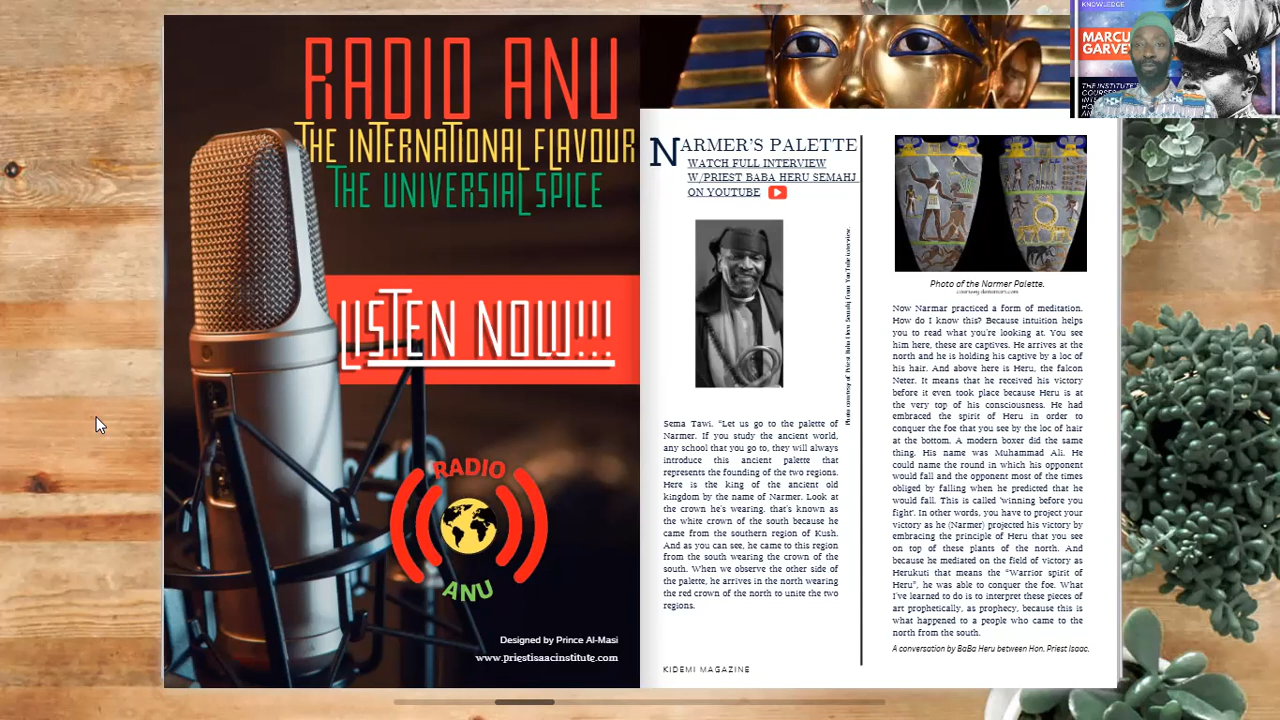 RADIO ANU
THE INTERNATIONAL FLAVOUR
THE UNIVERSIAL SPICE
LISTEN NOW!!!
RADIO
ANU
Designed by Prince Al-Masi
www.priestisaacinstitute.com
NARMER'S PALETTE
WATCH FULL INTERVIEW
W/PRIEST BABA HERU SEMAHJ
ON YOUTUBE
Photo courtesy of Priest Baba Heru Semahj from YouTube interview.
Sema Tawi. "Let us go to the palette of
Narmer. If you study the ancient world,
any school that you go to, they will always
introduce this ancient palette that
represents the founding of the two regions.
Here is the king of the ancient old
kingdom by the name of Narmer. Look at
the crown he's wearing. that's known as
the white crown of the south because he
came from the southern region of Kush.
And as you can see, he came to this region
from the south wearing the crown of the
south. When we observe the other side of
the palette, he arrives in the north wearing
the red crown of the north to unite the two
regions.
KIDEMI MAGAZINE
Photo of the Narmer Palette.
Now Narmar practiced a form of meditation.
How do I know this? Because intuition helps
you to read what you're looking at. You see
him here, these are captives. He arrives at the
north and he is holding his captive by a loc of
his hair. And above here is Heru, the falcon
Neter. It means that he received his victory
before it even took place because Heru is at
the very top of his consciousness. He had
embraced the spirit of Heru in order to
conquer the foe that you see by the loc of hair
at the bottom. A modern boxer did the same
thing. His name was Muhammad Ali. He
could name the round in which his opponent
would fall and the opponent most of the times
obliged by falling when he predicted that he
would fall. This is called 'winning before you
fight'. In other words, you have to project your
victory as he (Narmer) projected his victory by
embracing the principle of Heru that you see
on top of these plants of the north. And
because he mediated on the field of victory as
Herukuti that means the "Warrior spirit of
Heru", he was able to conquer the foe. What
I've learned to do is to interpret these pieces of
art prophetically, as prophecy, because this is
what happened to a people who came to the
north from the south.
A conversation by BaBa Heru between Hon. Priest Isaac.
KNOWLEDGE
MARCU
GARVEY
THE INSTITUTE'
COURSE